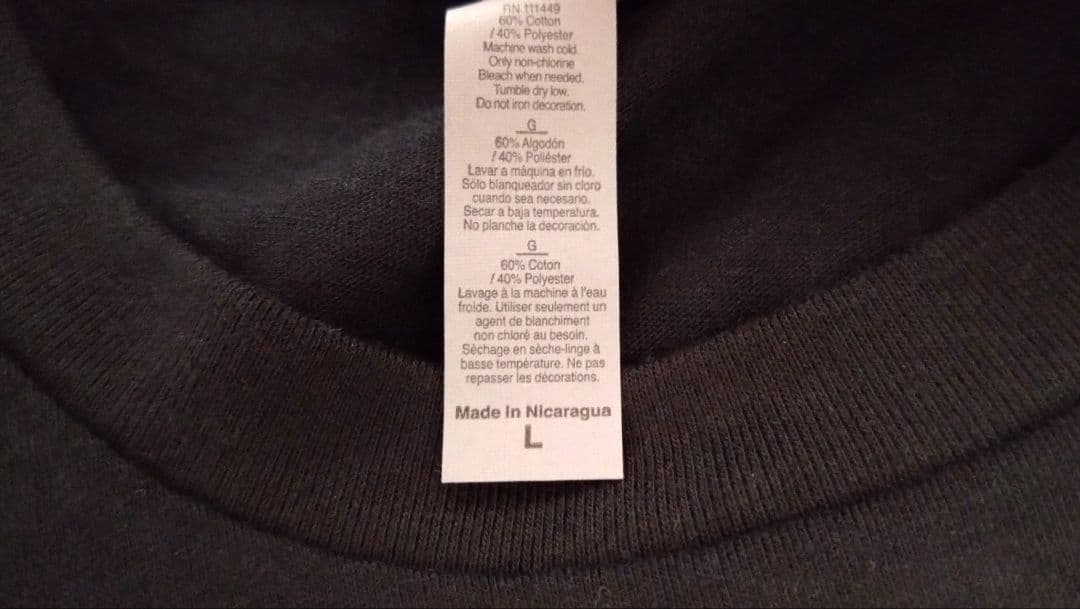 RN 111449
60% Cotton
/ 40% Polyester
Machine wash cold.
Only non-chlorine
Bleach when needed.
Tumble dry low.
Do not iron decoration.
G
60% Algodón
/ 40% Poliéster
Lavar a máquina en frío.
Sólo blanqueador sin cloro
cuando sea necesario.
Secar a baja temperatura.
No planche la decoración.
G
60% Coton
/ 40% Polyester
Lavage à la machine à l'eau
froide. Utiliser seulement un
agent de blanchiment
non chloré au besoin.
Séchage en sèche-linge à
basse température. Ne pas
repasser les décorations.
Made In Nicaragua
L